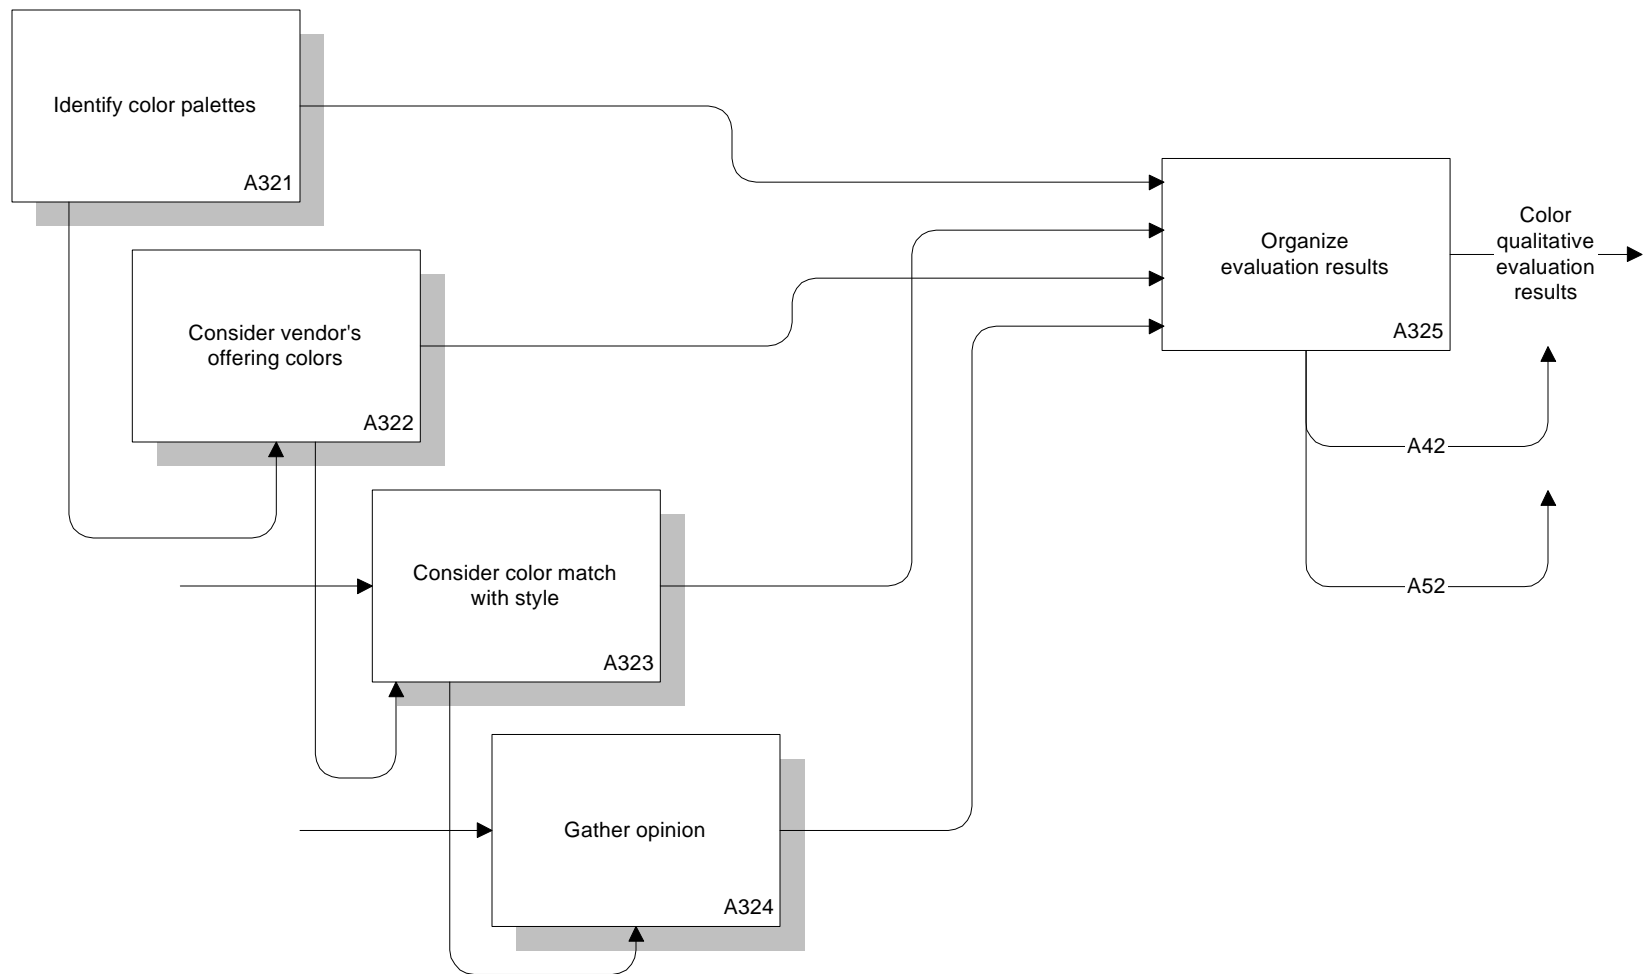 Identify color palettes
A321
Consider vendor's
offering colors
A322
Consider color match
with style
A323
Gather opinion
A324
Organize
evaluation results
A325
Color
qualitative
evaluation
results
A42
A52